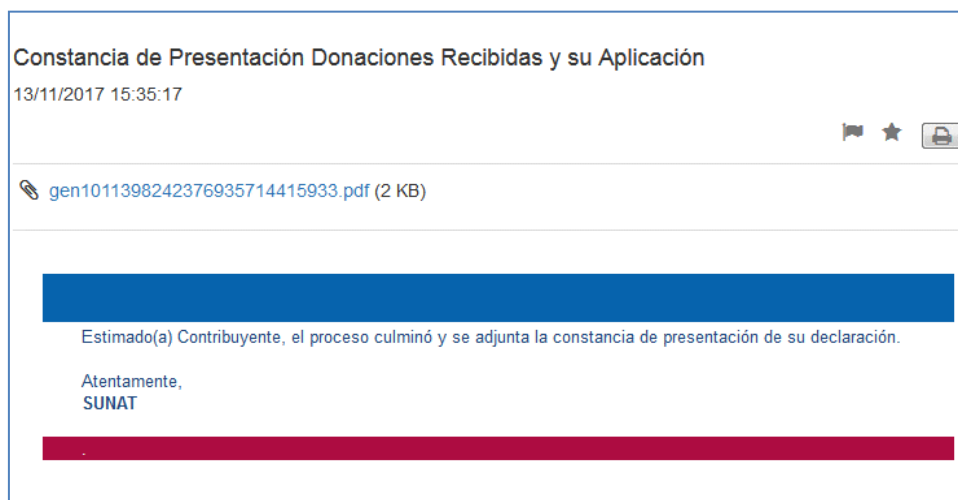 Constancia de Presentación Donaciones Recibidas y su Aplicación
13/11/2017 15:35:17
gen1011398242376935714415933.pdf (2 KB)
Estimado(a) Contribuyente, el proceso culminó y se adjunta la constancia de presentación de su declaración.
Atentamente,
SUNAT
.